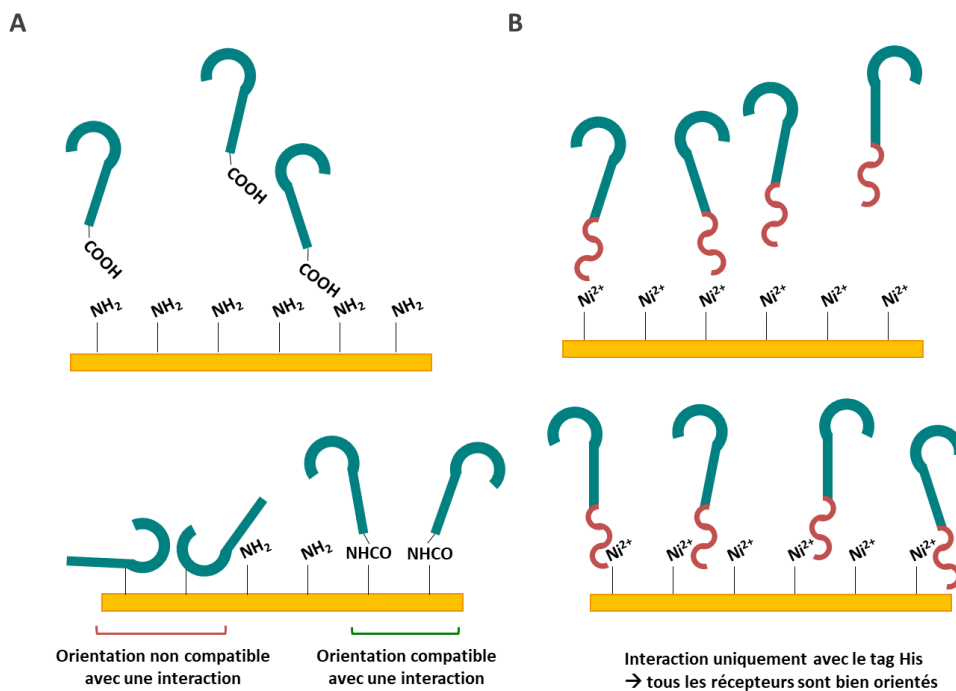 A
COOH
COOH
COOH
NH2 NH2 NH2 NH2 NH2 NH2
NH2 NH2 NHCO NHCO
Orientation non compatible
avec une interaction
Orientation compatible
avec une interaction
B
Ni2+ Ni2+ Ni2+ Ni2+ Ni2+ Ni2+
Ni2+ Ni2+ Ni2+ Ni2+ Ni2+ Ni2+
Interaction uniquement avec le tag His
→ tous les récepteurs sont bien orientés